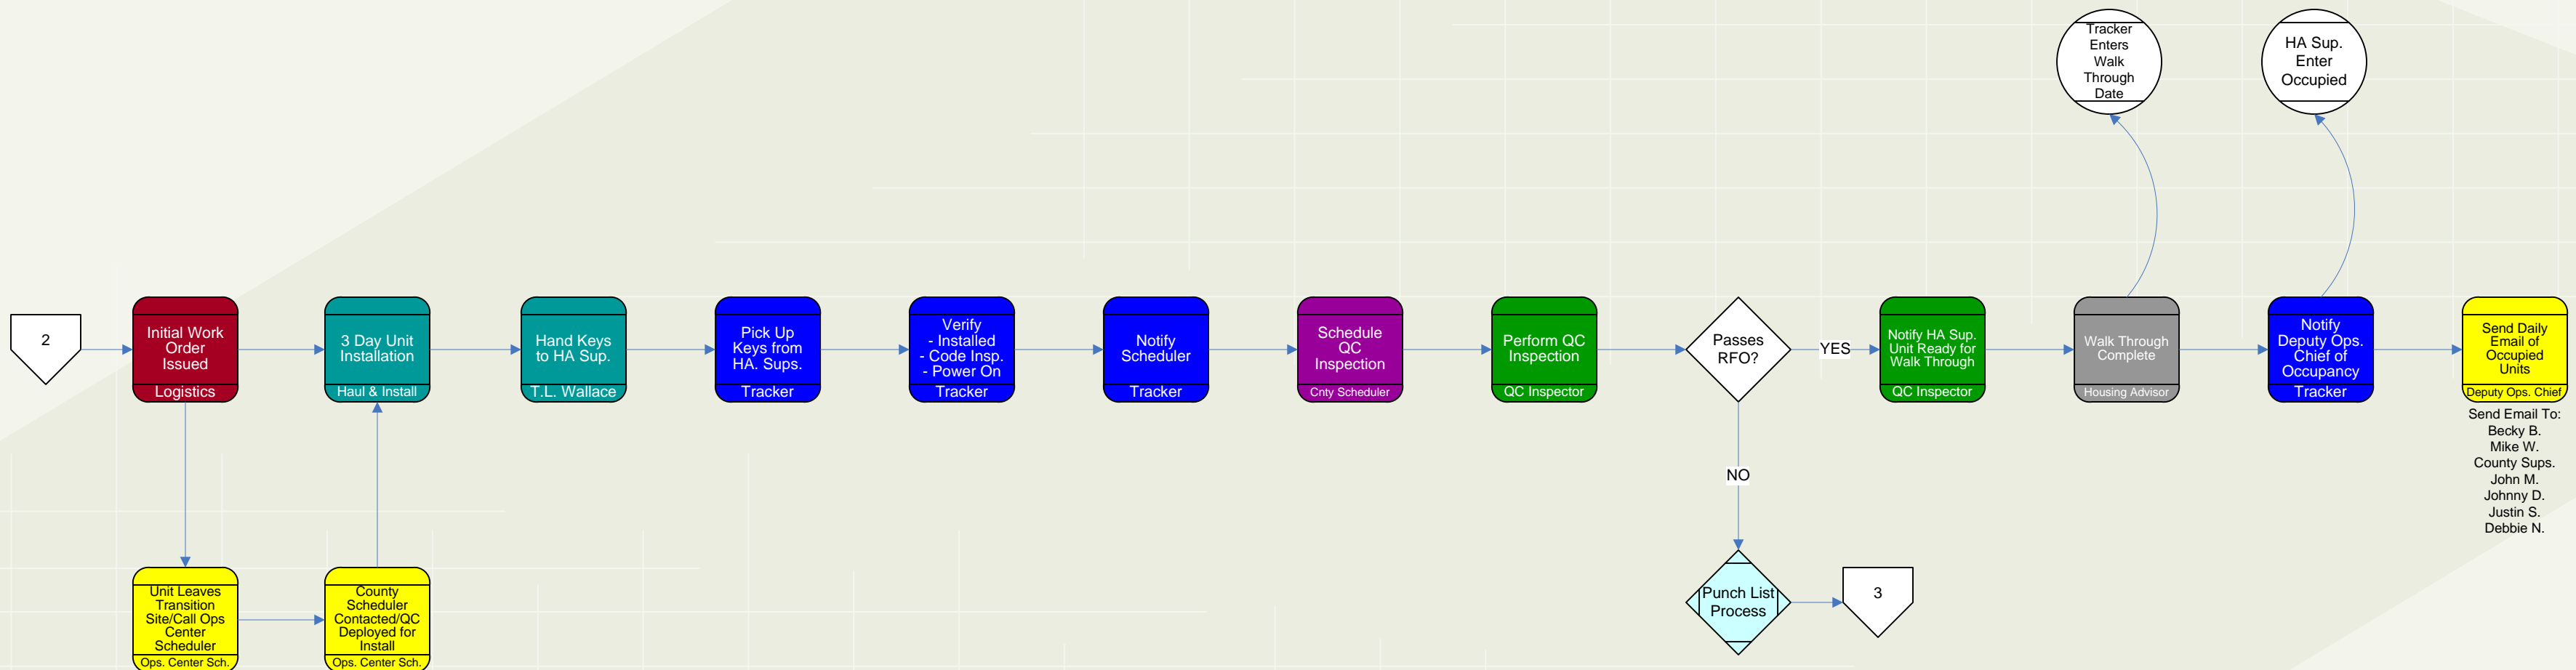 Tracker
Enters
Walk
Through
Date
HA Sup.
Enter
Occupied
2
Initial Work
Order
Issued
Logistics
3 Day Unit
Installation
Haul & Install
Hand Keys
to HA Sup.
T.L. Wallace
Pick Up
Keys from
HA. Sups.
Tracker
Verify
- Installed
- Code Insp.
- Power On
Tracker
Notify
Scheduler
Tracker
Schedule
QC
Inspection
Cnty Scheduler
Perform QC
Inspection
QC Inspector
Passes
RFO?
YES
Notify HA Sup.
Unit Ready for
Walk Through
QC Inspector
Walk Through
Complete
Housing Advisor
Notify
Deputy Ops.
Chief of
Occupancy
Tracker
Send Daily
Email of
Occupied
Units
Deputy Ops. Chief
Send Email To:
Becky B.
Mike W.
County Sups.
John M.
Johnny D.
Justin S.
Debbie N.
NO
Unit Leaves
Transition
Site/Call Ops
Center
Scheduler
Ops. Center Sch.
County
Scheduler
Contacted/QC
Deployed for
Install
Ops. Center Sch.
Punch List
Process
3